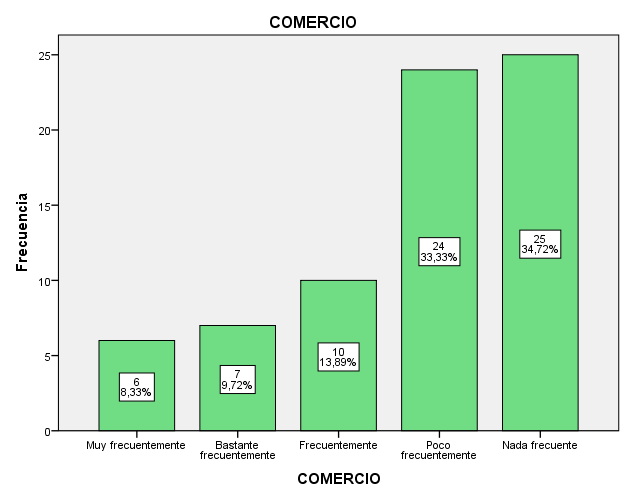 COMERCIO
Frecuencia
25
20
15
10
5
0
6
8,33%
7
9,72%
10
13,89%
24
33,33%
25
34,72%
Muy frecuentemente
Bastante
frecuentemente
Frecuentemente
Poco
frecuentemente
Nada frecuente
COMERCIO